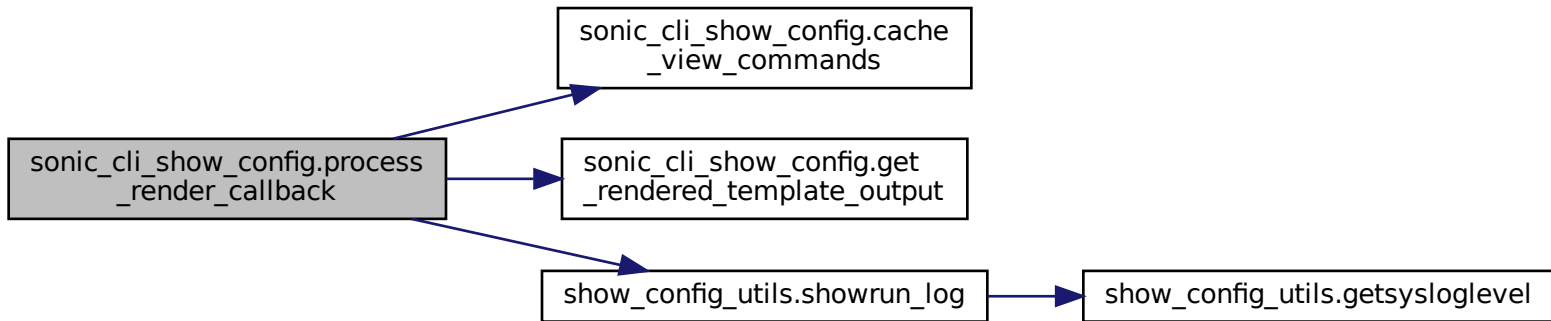 sonic_cli_show_config.cache
_view_commands
sonic_cli_show_config.process
_render_callback
sonic_cli_show_config.get
_rendered_template_output
show_config_utils.showrun_log
show_config_utils.getsysloglevel